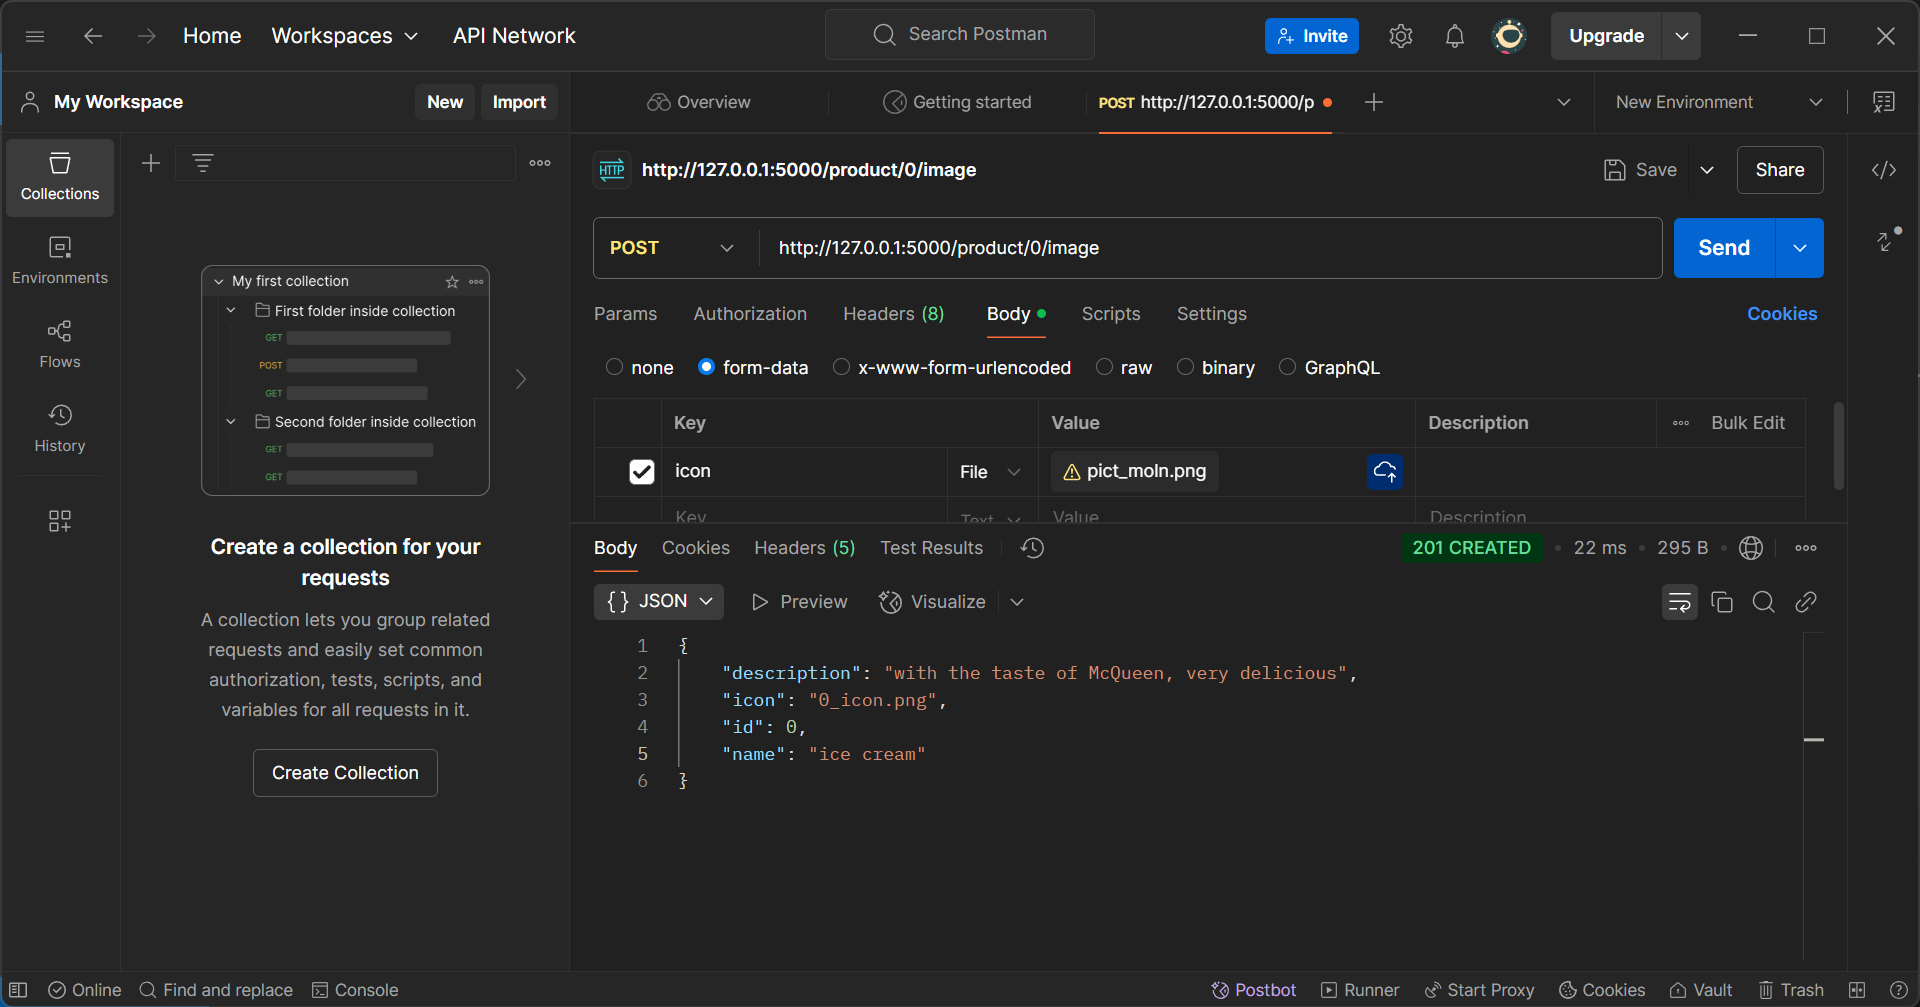 Home Workspaces API Network Search Postman Invite Upgrade
My Workspace New Import Overview Getting started POST http://127.0.0.1:5000/p New Environment
Collections
Environments
Flows
History
My first collection
First folder inside collection
GET
POST
GET
Second folder inside collection
GET
GET
Create a collection for your
requests
A collection lets you group related
requests and easily set common
authorization, tests, scripts, and
variables for all requests in it.
Create Collection
HTTP http://127.0.0.1:5000/product/0/image Save Share
POST http://127.0.0.1:5000/product/0/image Send
Params Authorization Headers (8) Body Scripts Settings Cookies
none form-data x-www-form-urlencoded raw binary GraphQL
Key Value Description Bulk Edit
icon File pict_moln.png
Key Text Value Description
Body Cookies Headers (5) Test Results 201 CREATED 22 ms 295 B
{} JSON Preview Visualize
1 {
2 "description": "with the taste of McQueen, very delicious",
3 "icon": "0_icon.png",
4 "id": 0,
5 "name": "ice cream"
6 }
Online Find and replace Console Postbot Runner Start Proxy Cookies Vault Trash